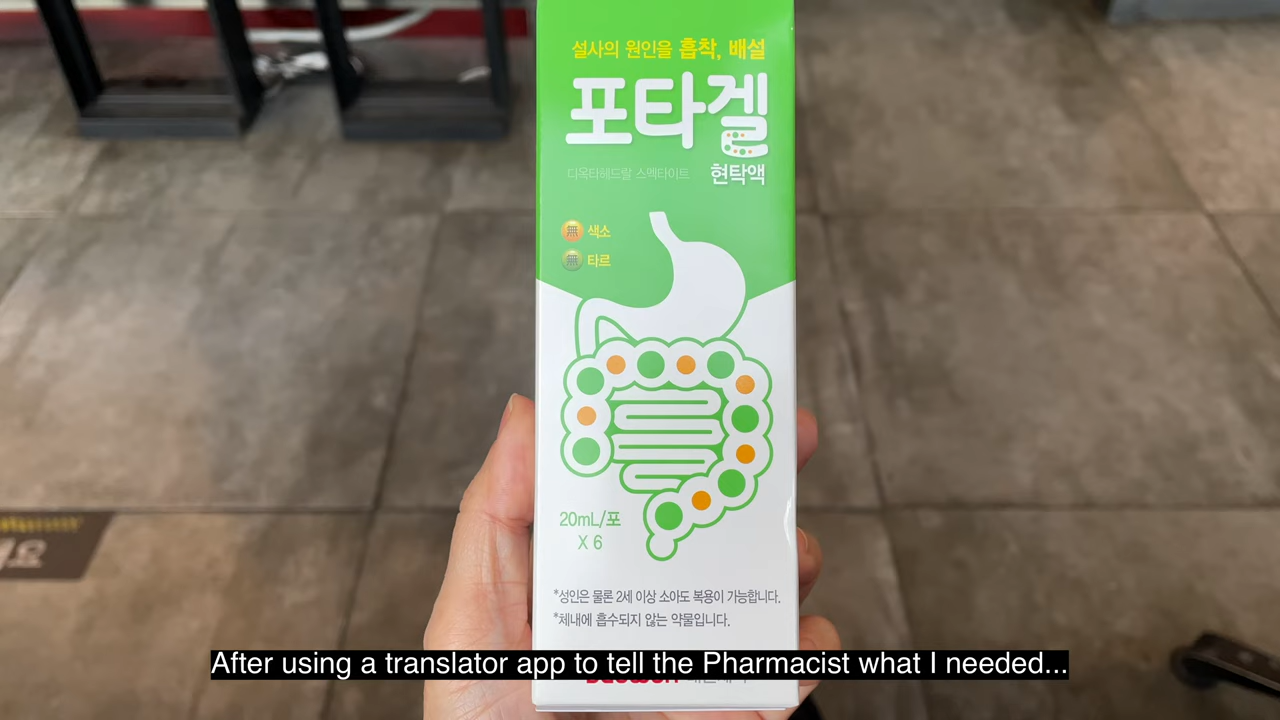 설사의 원인을 흡착, 배설
포타겔
디옥타헤드랄 스멕타이트 현탁액
無 색소
無 타르
20mL/포
X 6
*성인은 물론 2세 이상 소아도 복용이 가능합니다.
*체내에 흡수되지 않는 약물입니다.
After using a translator app to tell the Pharmacist what I needed...